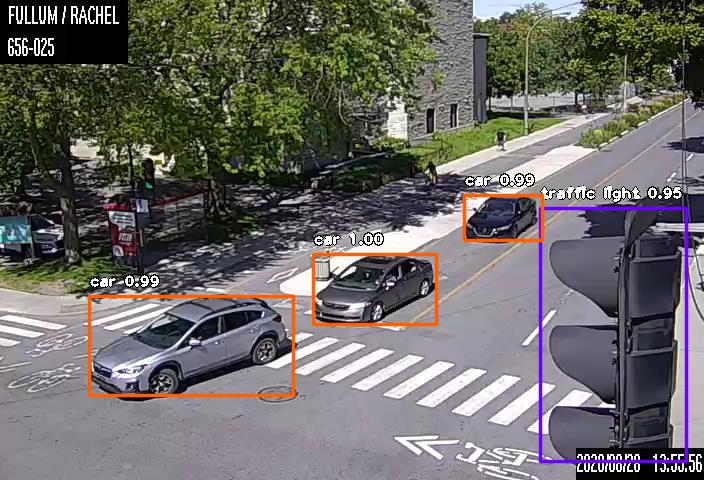 FULLUM / RACHEL
656-025
car 0.99
traffic light 0.95
car 1.00
car 0.99
2020/08/28 13:55:56